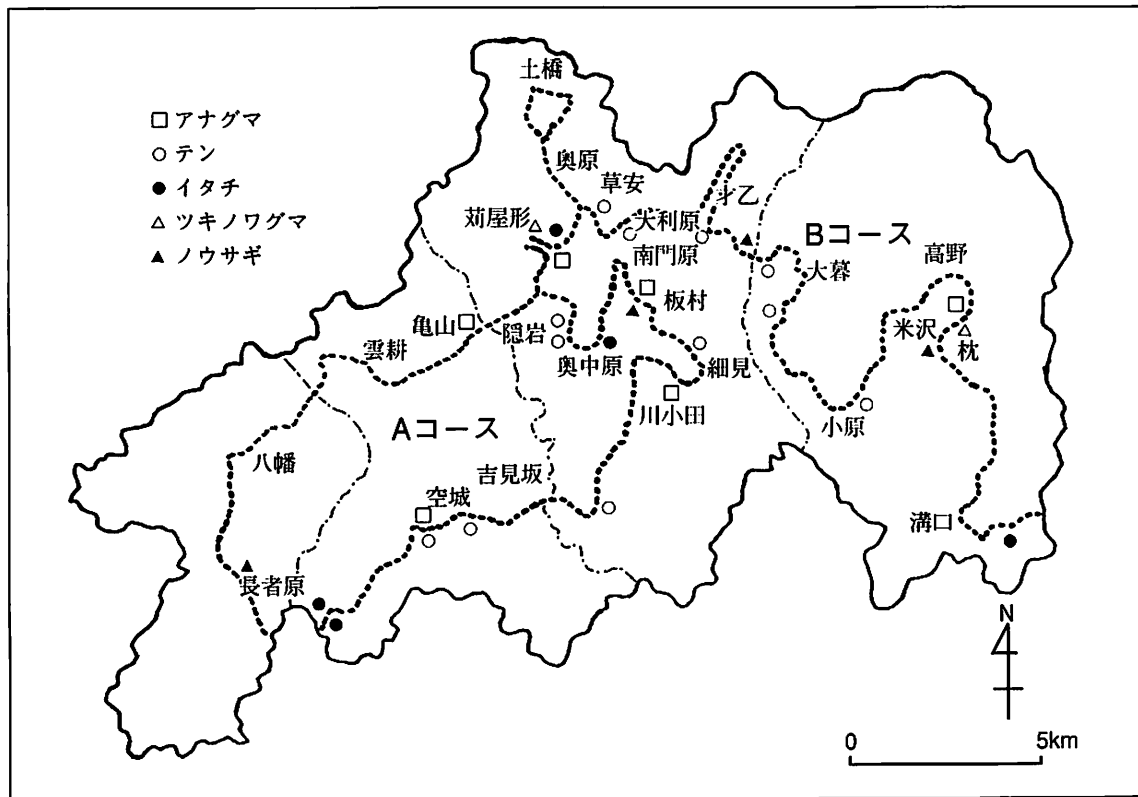 土橋
□アナグマ
○テン
●イタチ
△ツキノワグマ
▲ノウサギ
奥原
草安
才乙
苅屋形
大利原
南門原
Bコース
高野
大暮
板村
亀山
隠岩
米沢
枕
雲耕
奥中原
細見
川小田
小原
Aコース
八幡
吉見坂
空城
溝口
長者原
N
0 5km